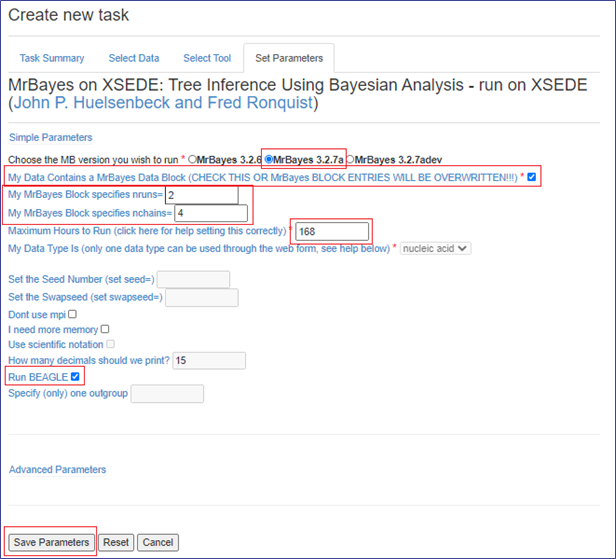 Create new task
Task Summary Select Data Select Tool Set Parameters
MrBayes on XSEDE: Tree Inference Using Bayesian Analysis - run on XSEDE
(John P. Huelsenbeck and Fred Ronquist)
Simple Parameters
Choose the MB version you wish to run * MrBayes 3.2.6 MrBayes 3.2.7a MrBayes 3.2.7adev
My Data Contains a MrBayes Data Block (CHECK THIS OR MrBayes BLOCK ENTRIES WILL BE OVERWRITTEN!!!) *
My MrBayes Block specifies nruns= 2
My MrBayes Block specifies nchains= 4
Maximum Hours to Run (click here for help setting this correctly) * 168
My Data Type Is (only one data type can be used through the web form, see help below) * nucleic acid
Set the Seed Number (set seed=)
Set the Swapseed (set swapseed=)
Dont use mpi
I need more memory
Use scientific notation
How many decimals should we print? 15
Run BEAGLE
Specify (only) one outgroup
Advanced Parameters
Save Parameters Reset Cancel